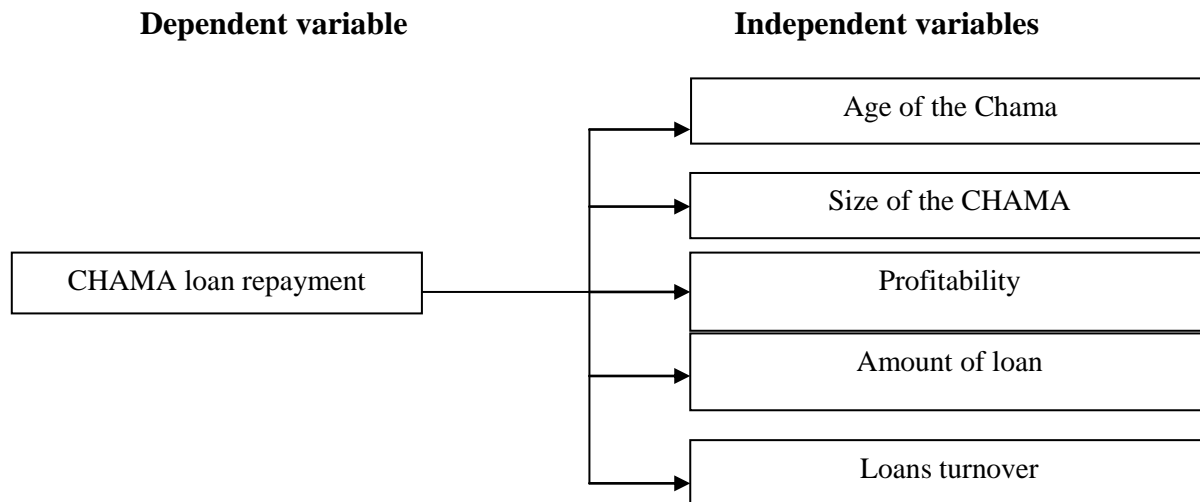 Dependent variable
Independent variables
Age of the Chama
Size of the CHAMA
CHAMA loan repayment
Profitability
Amount of loan
Loans turnover